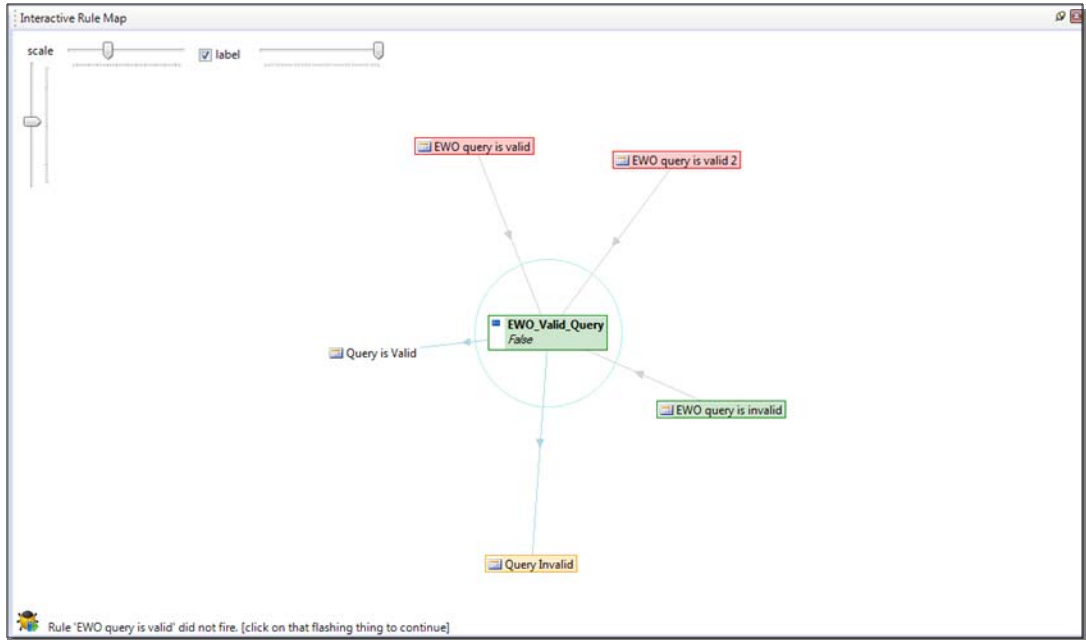 Interactive Rule Map
scale
label
EWO query is valid
EWO query is valid 2
EWO_Valid_Query
False
Query is Valid
EWO query is invalid
Query Invalid
Rule 'EWO query is valid' did not fire. [click on that flashing thing to continue]